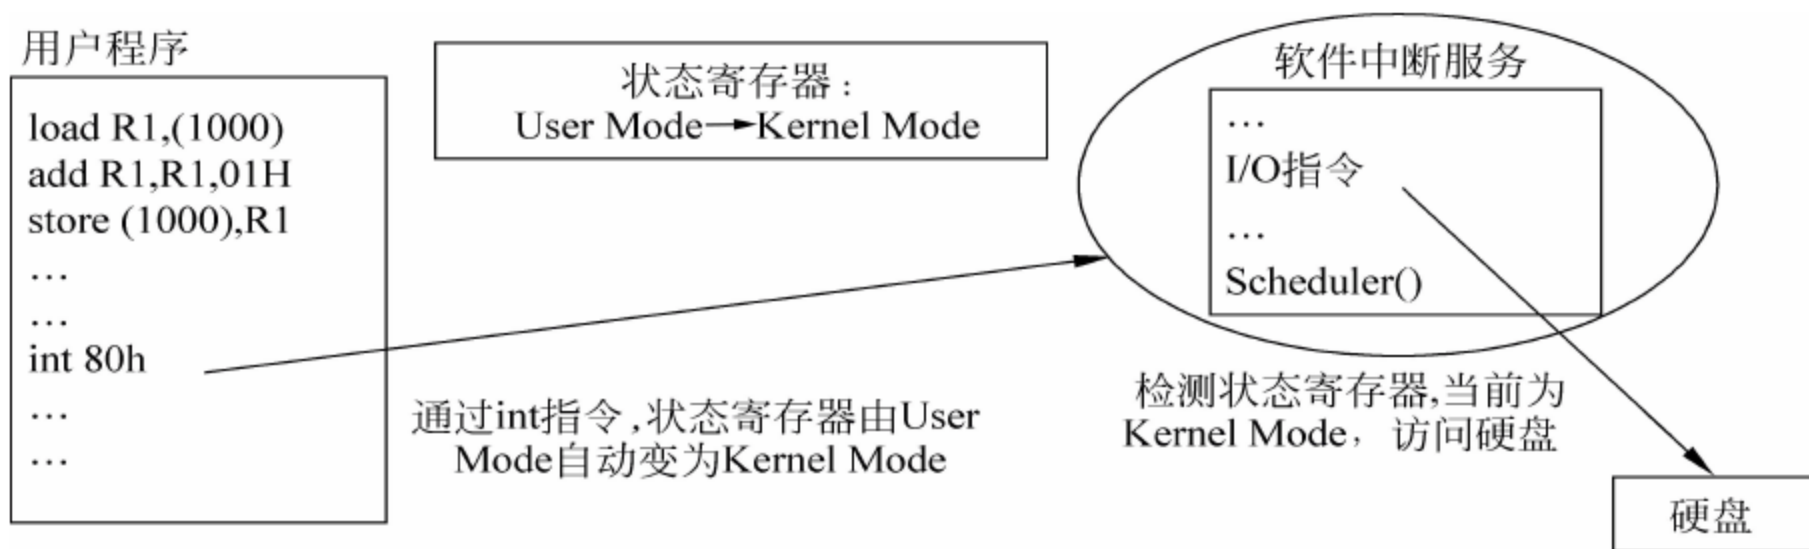 用户程序
load R1,(1000)
add R1,R1,01H
store (1000),R1
…
…
int 80h
…
…
状态寄存器：
User Mode→Kernel Mode
通过int指令,状态寄存器由User
Mode自动变为Kernel Mode
软件中断服务
…
I/O指令
…
Scheduler()
检测状态寄存器,当前为
Kernel Mode，访问硬盘
硬盘